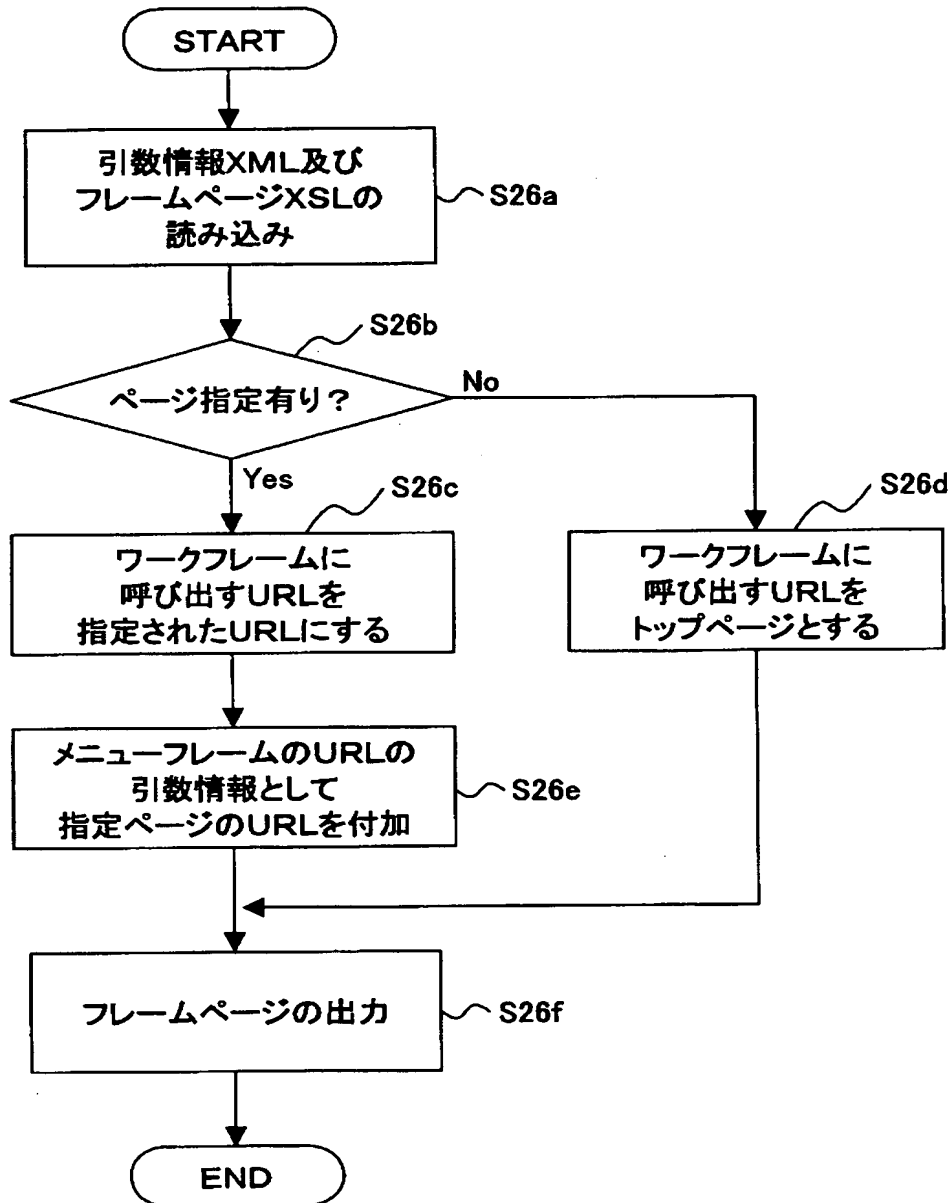 START
引数情報XML及び
フレームページXSLの
読み込み
S26a
S26b
ページ指定有り？
No
Yes
S26c
S26d
ワークフレームに
呼び出すURLを
指定されたURLにする
ワークフレームに
呼び出すURLを
トップページとする
メニューフレームのURLの
引数情報として
指定ページのURLを付加
S26e
フレームページの出力
S26f
END